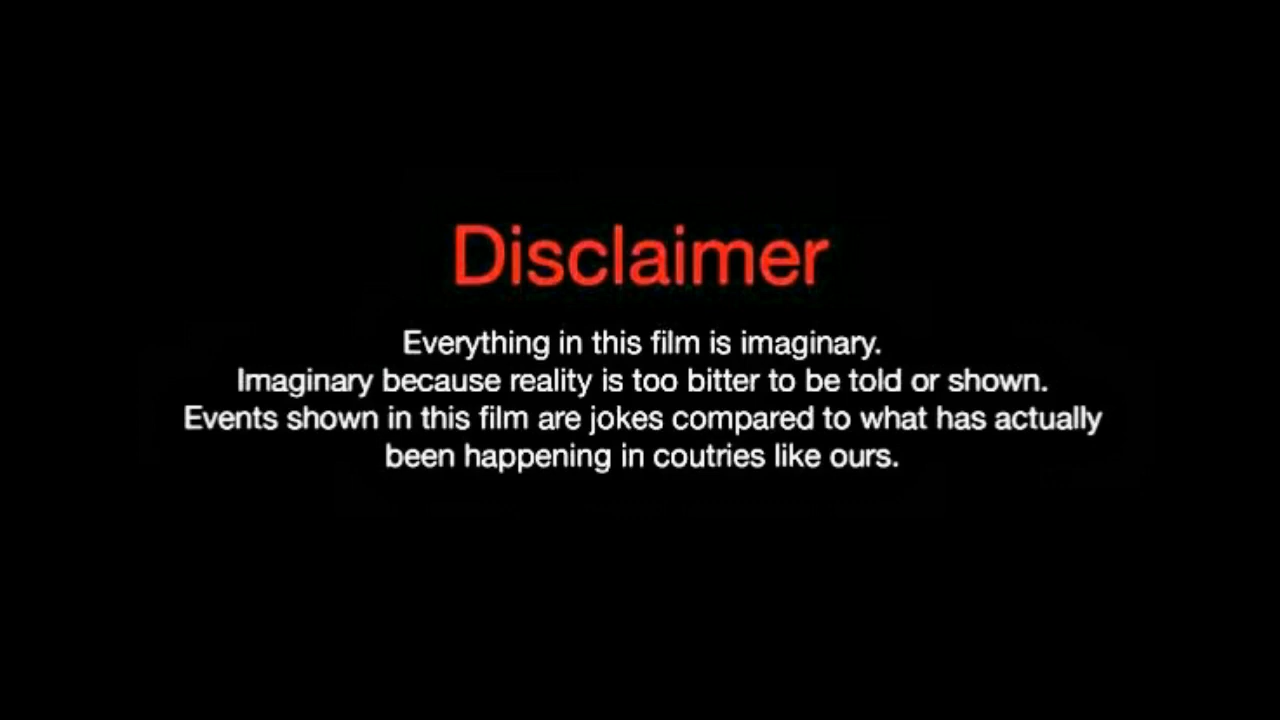 Disclaimer
Everything in this film is imaginary.
Imaginary because reality is too bitter to be told or shown.
Events shown in this film are jokes compared to what has actually
been happening in coutries like ours.